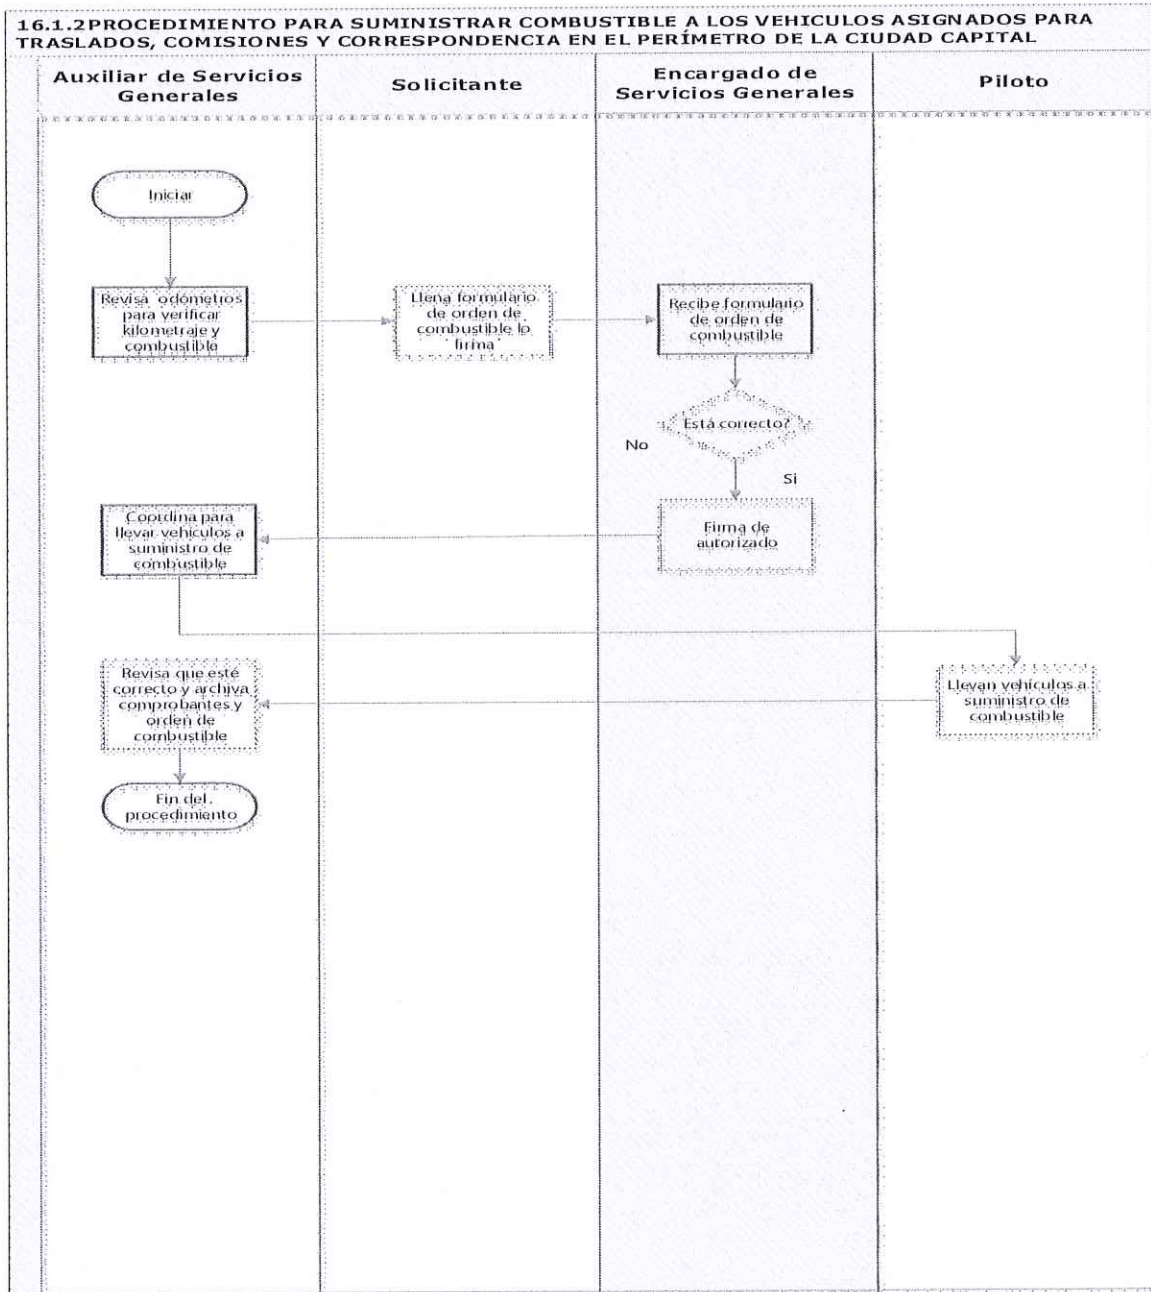 16.1.2PROCEDIMIENTO PARA SUMINISTRAR COMBUSTIBLE A LOS VEHICULOS ASIGNADOS PARA
TRASLADOS, COMISIONES Y CORRESPONDENCIA EN EL PERÍMETRO DE LA CIUDAD CAPITAL
Auxiliar de Servicios
Generales
Solicitante
Encargado de
Servicios Generales
Piloto
Iniciar
Revisa odómetros
para verificar
kilometraje y
combustible
Llena formulario
de orden de
combustible lo
firma
Recibe formulario
de orden de
combustible
Está correcto?
No
Si
Coordina para
llevar vehículos a
suministro de
combustible
Firma de
autorizado
Revisa que esté
correcto y archiva
comprobantes y
orden de
combustible
Llevan vehículos a
suministro de
combustible
Fin del
procedimiento